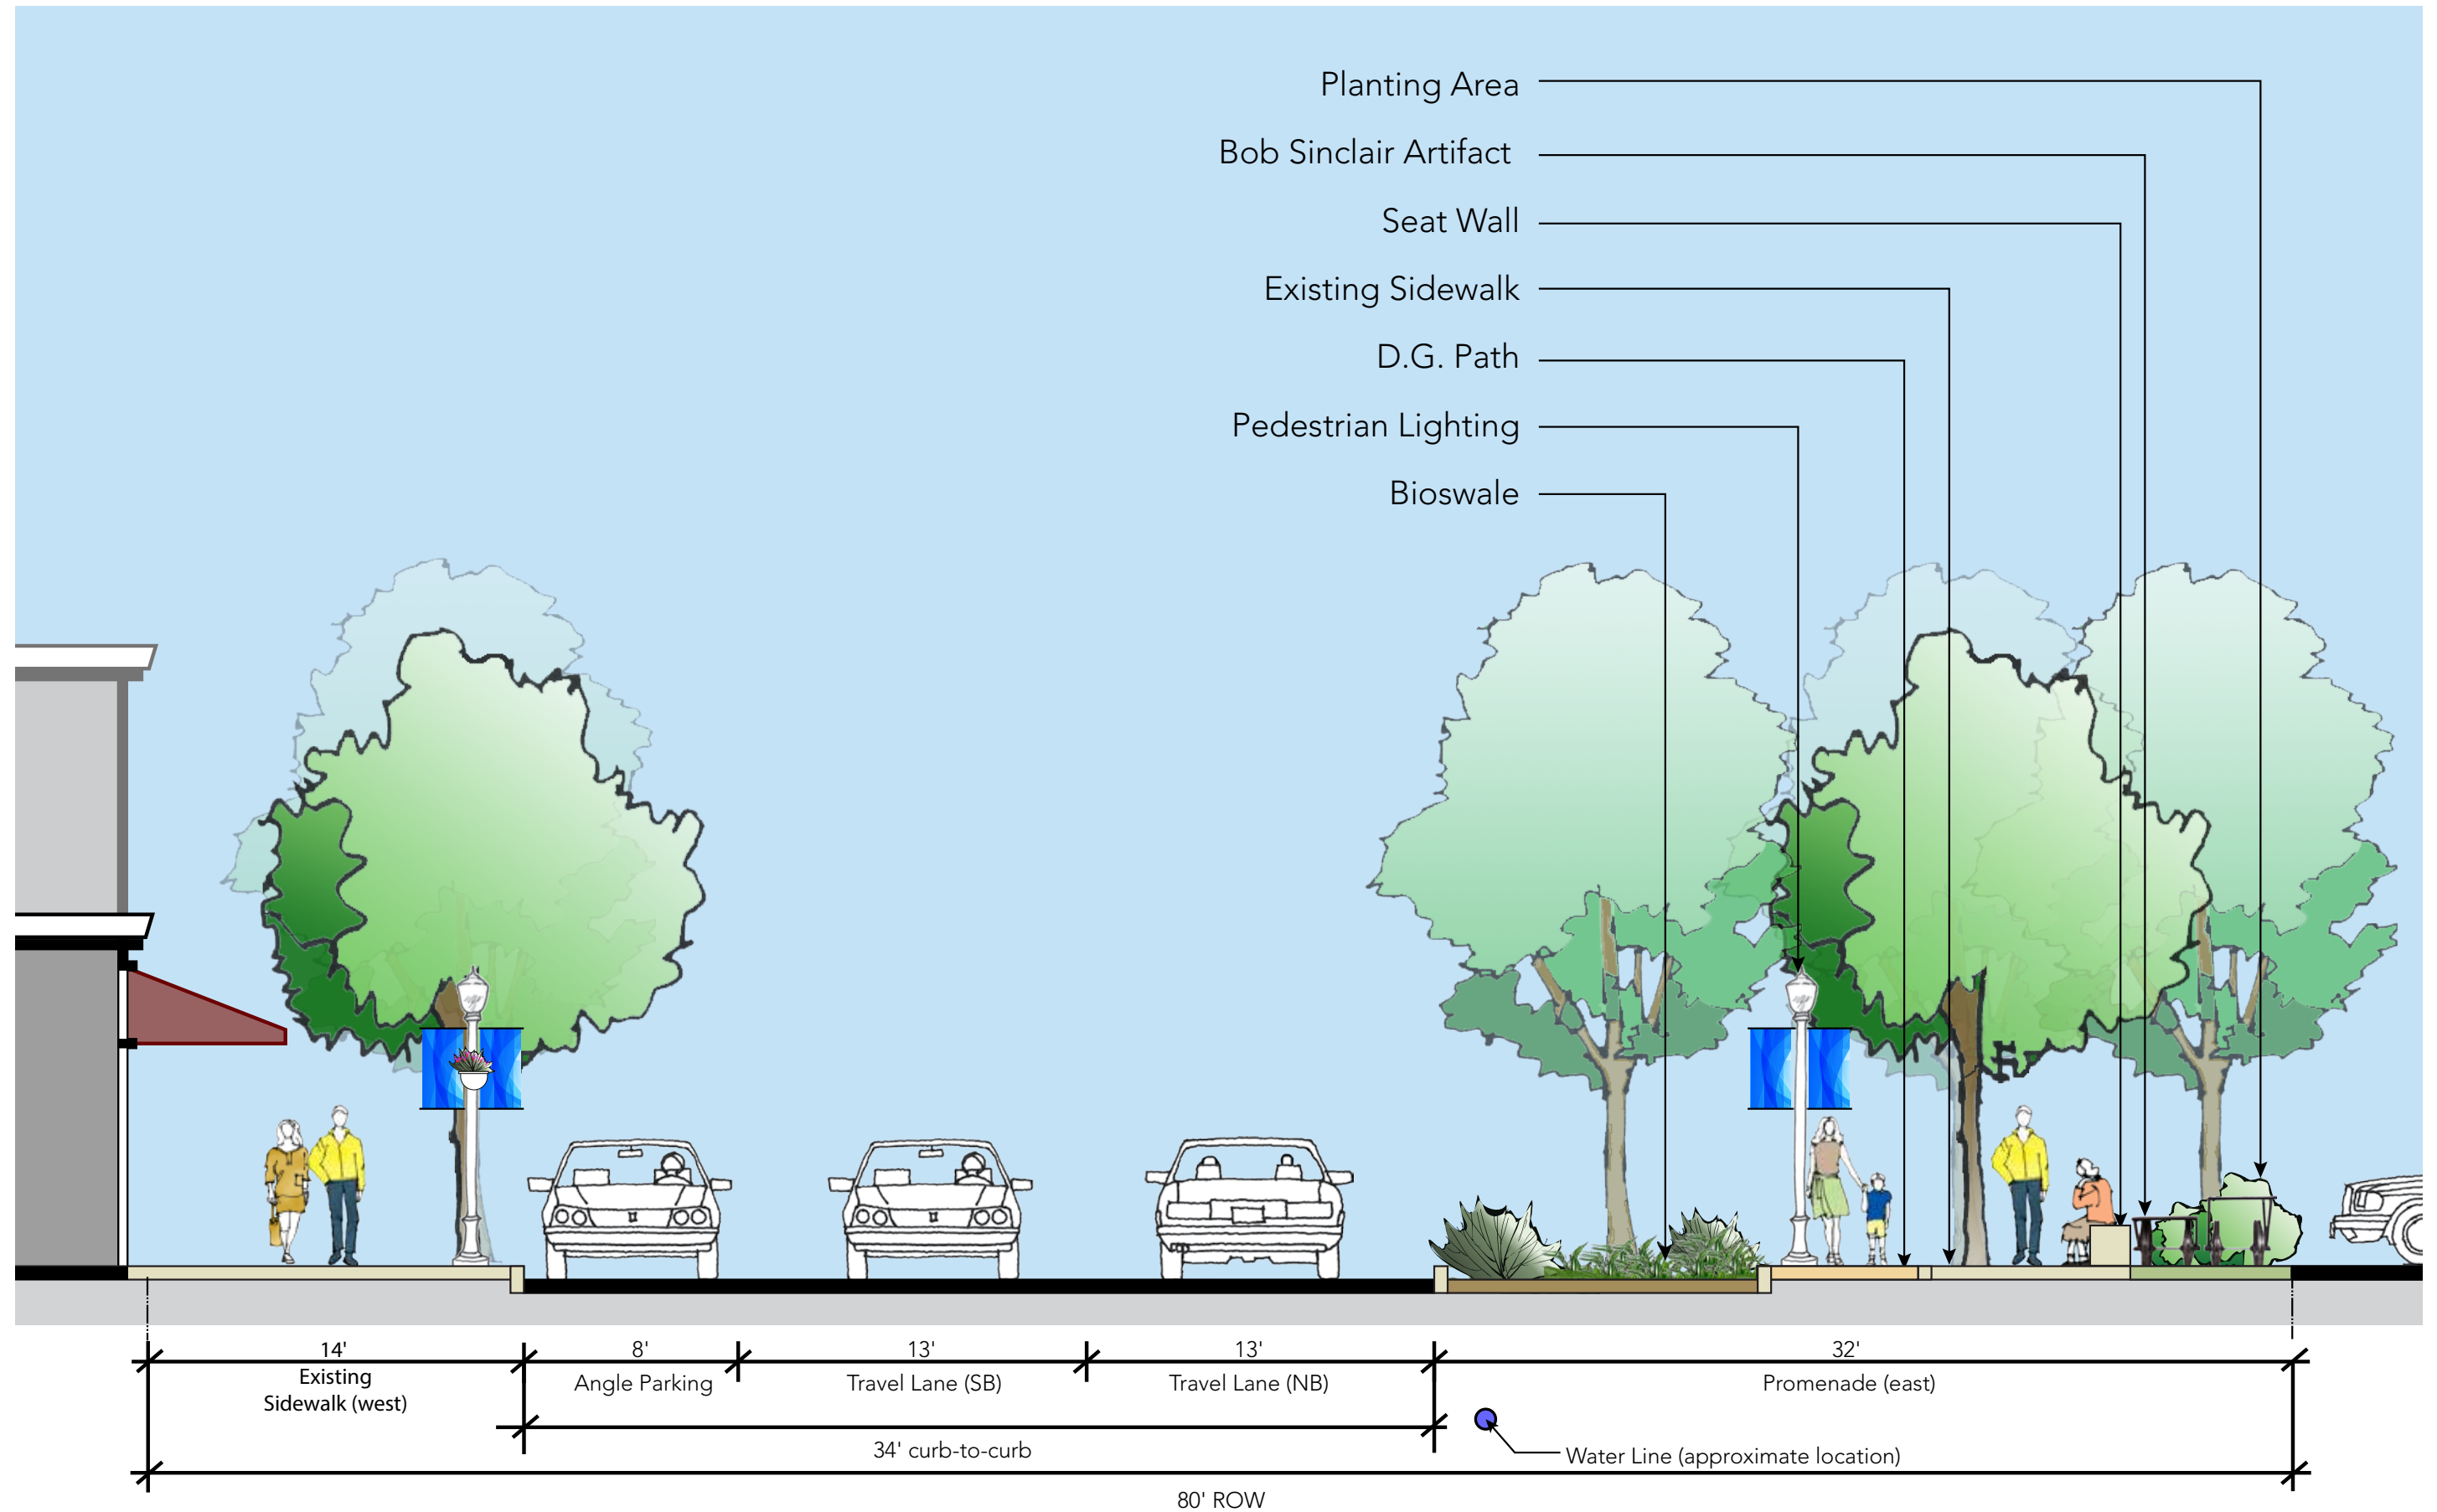 Planting Area
Bob Sinclair Artifact
Seat Wall
Existing Sidewalk
D.G. Path
Pedestrian Lighting
Bioswale
14'
8'
13'
13'
32'
Existing
Sidewalk (west)
Angle Parking
Travel Lane (SB)
Travel Lane (NB)
Promenade (east)
34' curb-to-curb
Water Line (approximate location)
80' ROW